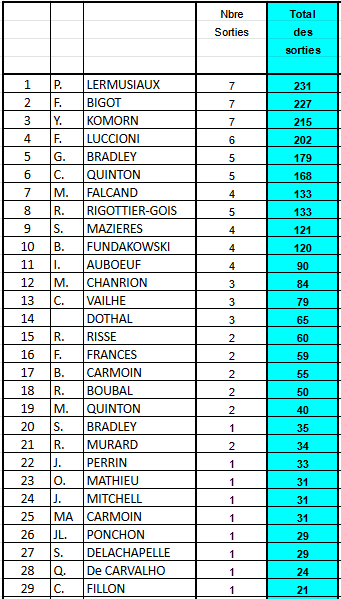 Nbre Total
Sorties des
sorties
1 P. LERMUSIAUX 7 231
2 F. BIGOT 7 227
3 Y. KOMORN 7 215
4 F. LUCCIONI 6 202
5 G. BRADLEY 5 179
6 C. QUINTON 5 168
7 M. FALCAND 4 133
8 R. RIGOTTIER-GOIS 5 133
9 S. MAZIERES 4 121
10 B. FUNDAKOWSKI 4 120
11 I. AUBOEUF 4 90
12 M. CHANRION 3 84
13 C. VAILHE 3 79
14 DOTHAL 3 65
15 R. RISSE 2 60
16 F. FRANCES 2 59
17 B. CARMOIN 2 55
18 R. BOUBAL 2 50
19 M. QUINTON 2 40
20 S. BRADLEY 1 35
21 R. MURARD 2 34
22 J. PERRIN 1 33
23 O. MATHIEU 1 31
24 J. MITCHELL 1 31
25 MA CARMOIN 1 31
26 JL. PONCHON 1 29
27 S. DELACHAPELLE 1 29
28 Q. De CARVALHO 1 24
29 C. FILLON 1 21